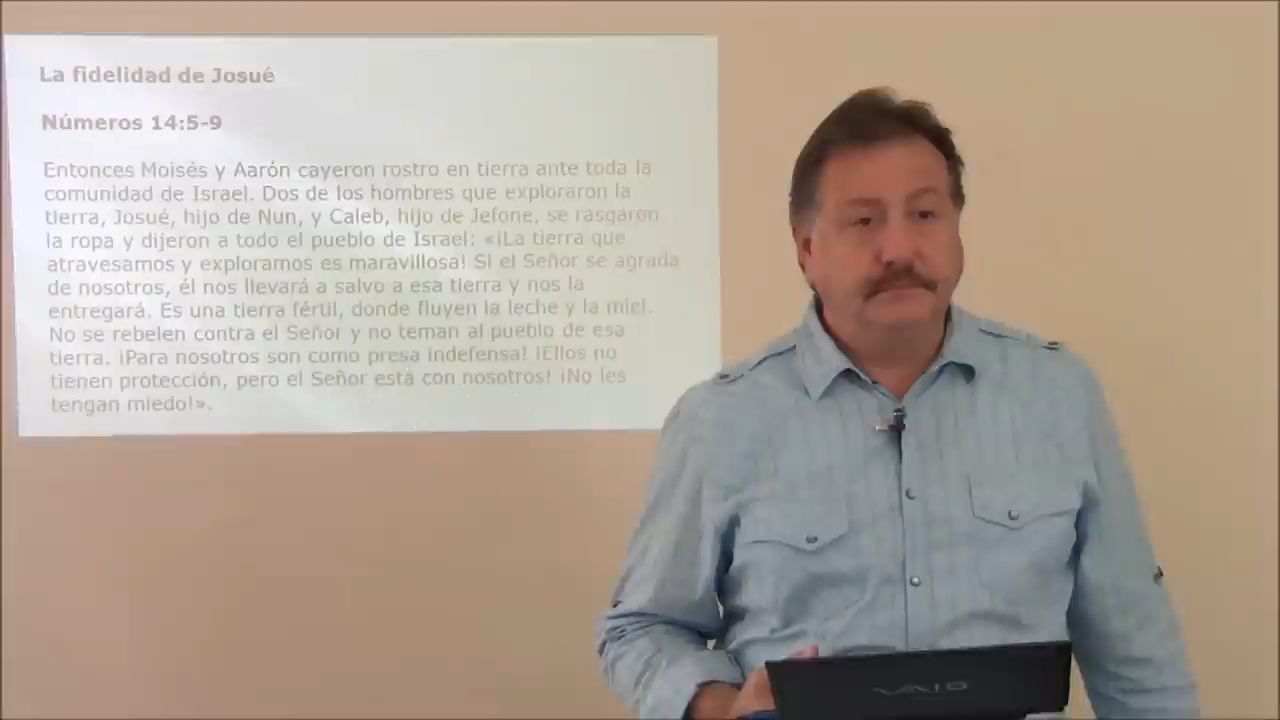 La fidelidad de Josué
Números 14:5-9
Entonces Moisés y Aarón cayeron rostro en tierra ante toda la
comunidad de Israel. Dos de los hombres que exploraron la
tierra, Josué, hijo de Nun, y Caleb, hijo de Jefone, se rasgaron
la ropa y dijeron a todo el pueblo de Israel: «¡La tierra que
atravesamos y exploramos es maravillosa! Si el Señor se agrada
de nosotros, él nos llevará a salvo a esa tierra y nos la
entregará. Es una tierra fértil, donde fluyen la leche y la miel.
No se rebelen contra el Señor y no teman al pueblo de esa
tierra. ¡Para nosotros son como presa indefensa! ¡Ellos no
tienen protección, pero el Señor está con nosotros! ¡No les
tengan miedo!».
VAIO